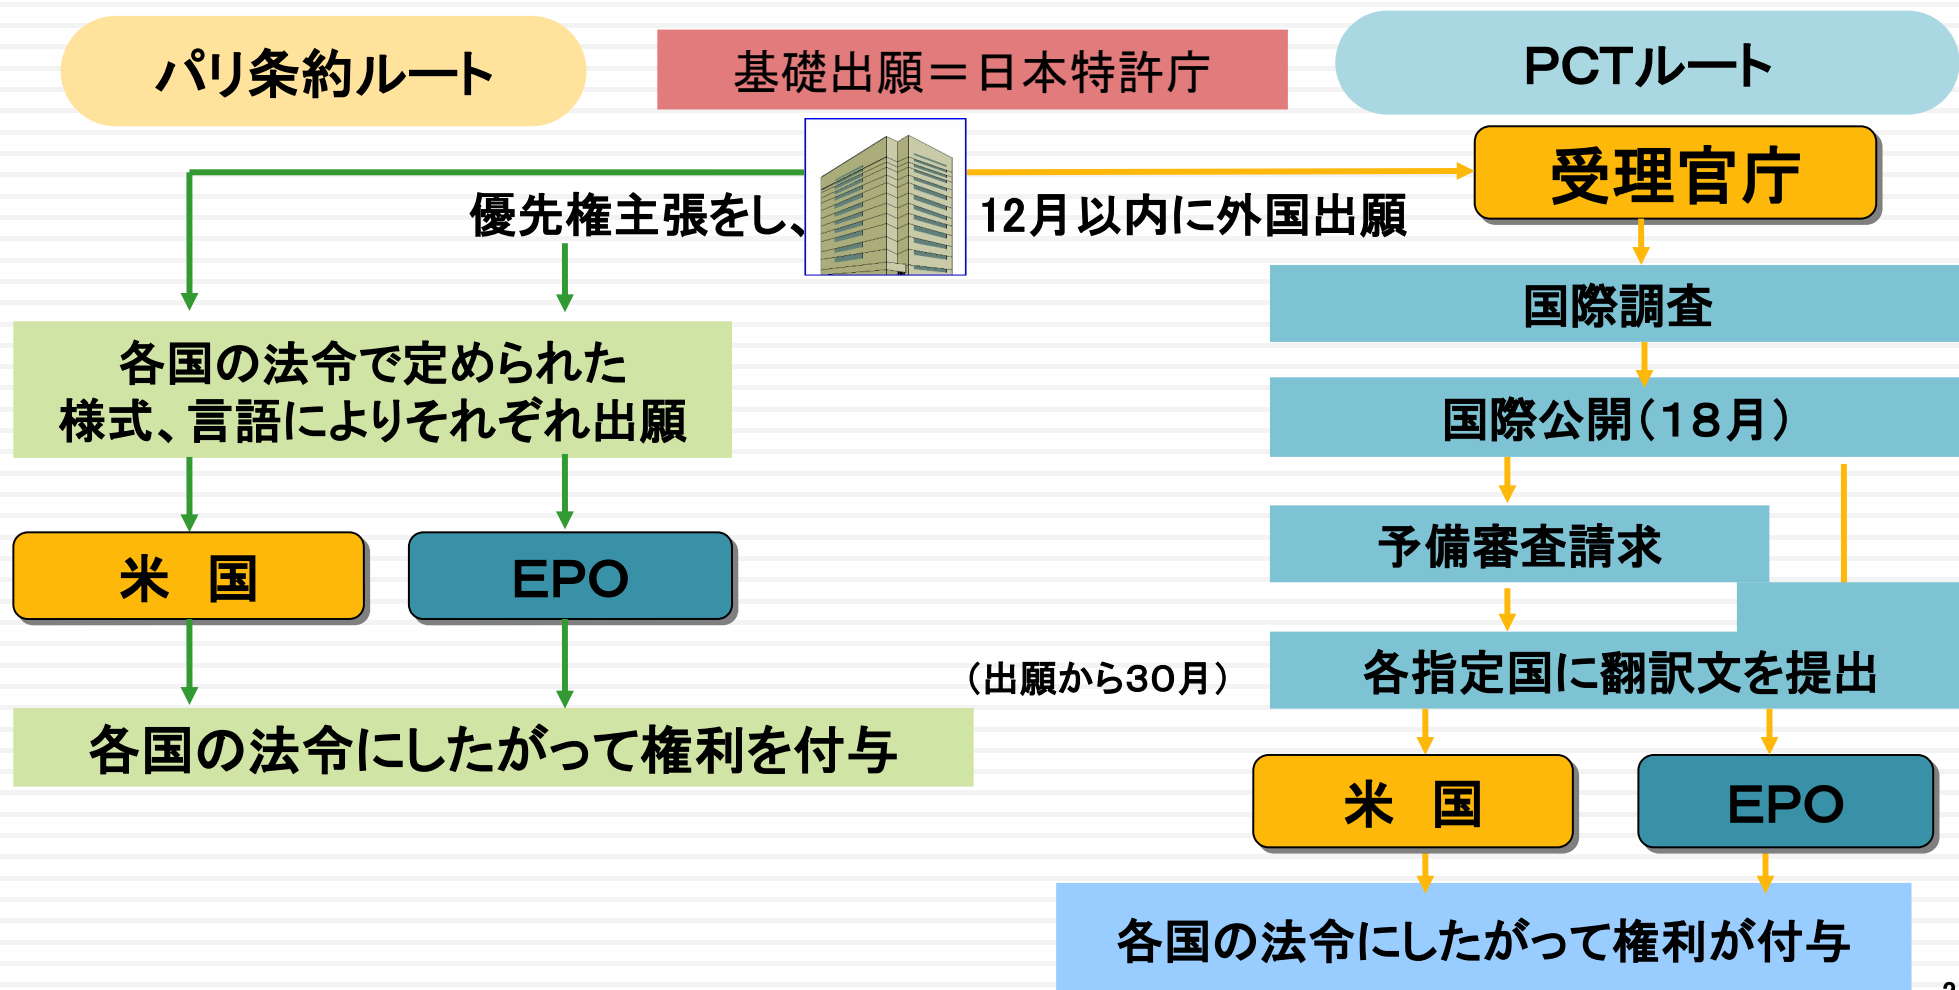 パリ条約ルート
基礎出願＝日本特許庁
PCTルート
受理官庁
優先権主張をし、
12月以内に外国出願
国際調査
各国の法令で定められた
様式、言語によりそれぞれ出願
国際公開（１８月）
予備審査請求
米　国
EPO
（出願から３０月）
各指定国に翻訳文を提出
各国の法令にしたがって権利を付与
米　国
EPO
各国の法令にしたがって権利が付与